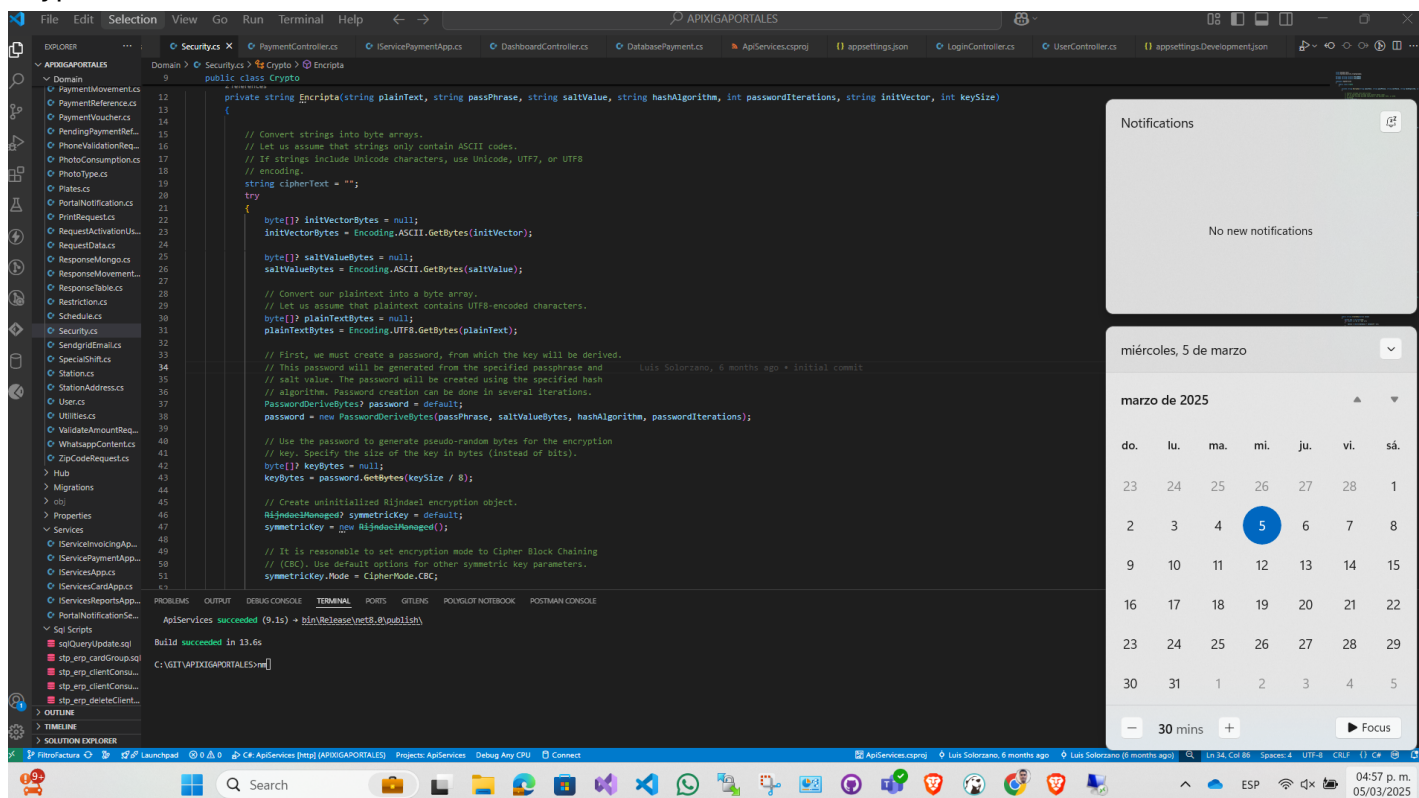 File Edit Selection View Go Run Terminal Help
APIXIGAPORTALES
EXPLORER
Security.cs
PaymentController.cs
IServicePaymentApp.cs
DashboardController.cs
DatabasePayment.cs
ApiServices.csproj
appsettings.json
LoginController.cs
UserController.cs
appsettings.Development.json
APIXIGAPORTALES
Domain
PaymentMovement.cs
PaymentReference.cs
PaymentVoucher.cs
PendingPaymentRef...
PhoneValidationReq...
PhotoConsumption.cs
PhotoType.cs
Plates.cs
PortalNotification.cs
PrintRequest.cs
RequestActivationUs...
RequestData.cs
ResponseMongo.cs
ResponseMovement...
ResponseTable.cs
Restriction.cs
Schedule.cs
Security.cs
SendgridEmail.cs
SpecialShift.cs
Station.cs
StationAddress.cs
User.cs
Utilities.cs
ValidateAmountReq...
WhatsappContent.cs
ZipCodeRequest.cs
Hub
Migrations
obj
Properties
Services
IServiceInvoicingAp...
IServicePaymentApp...
IServicesApp.cs
IServicesCardApp.cs
IServicesReportsApp...
PortalNotificationSe...
Sql Scripts
sqlQueryUpdate.sql
stp_erp_cardGroup.sql
stp_erp_clientConsu...
stp_erp_clientConsu...
stp_erp_deleteClient...
OUTLINE
TIMELINE
SOLUTION EXPLORER
Domain > Security.cs > Crypto > Encripta
9 public class Crypto
2 references
12 private string Encripta(string plainText, string passPhrase, string saltValue, string hashAlgorithm, int passwordIterations, string initVector, int keySize)
13 {
14
15 // Convert strings into byte arrays.
16 // Let us assume that strings only contain ASCII codes.
17 // If strings include Unicode characters, use Unicode, UTF7, or UTF8
18 // encoding.
19 string cipherText = "";
20 try
21 {
22 byte[]? initVectorBytes = null;
23 initVectorBytes = Encoding.ASCII.GetBytes(initVector);
24
25 byte[]? saltValueBytes = null;
26 saltValueBytes = Encoding.ASCII.GetBytes(saltValue);
27
28 // Convert our plaintext into a byte array.
29 // Let us assume that plaintext contains UTF8-encoded characters.
30 byte[]? plainTextBytes = null;
31 plainTextBytes = Encoding.UTF8.GetBytes(plainText);
32
33 // First, we must create a password, from which the key will be derived.
34 // This password will be generated from the specified passphrase and Luis Solorzano, 6 months ago • initial commit
35 // salt value. The password will be created using the specified hash
36 // algorithm. Password creation can be done in several iterations.
37 PasswordDeriveBytes? password = default;
38 password = new PasswordDeriveBytes(passPhrase, saltValueBytes, hashAlgorithm, passwordIterations);
39
40 // Use the password to generate pseudo-random bytes for the encryption
41 // key. Specify the size of the key in bytes (instead of bits).
42 byte[]? keyBytes = null;
43 keyBytes = password.GetBytes(keySize / 8);
44
45 // Create uninitialized Rijndael encryption object.
46 RijndaelManaged? symmetricKey = default;
47 symmetricKey = new RijndaelManaged();
48
49 // It is reasonable to set encryption mode to Cipher Block Chaining
50 // (CBC). Use default options for other symmetric key parameters.
51 symmetricKey.Mode = CipherMode.CBC;
52
PROBLEMS OUTPUT DEBUG CONSOLE TERMINAL PORTS GITLENS POLYGLOT NOTEBOOK POSTMAN CONSOLE
ApiServices succeeded (9.1s) → bin\Release\net8.0\publish\
Build succeeded in 13.6s
C:\GIT\APIXIGAPORTALES>nm
Notifications
No new notifications
miércoles, 5 de marzo
marzo de 2025
do. lu. ma. mi. ju. vi. sá.
23 24 25 26 27 28 1
2 3 4 5 6 7 8
9 10 11 12 13 14 15
16 17 18 19 20 21 22
23 24 25 26 27 28 29
30 31 1 2 3 4 5
30 mins
Focus
FiltroFactura Launchpad 0 0 0 C#: ApiServices [http] (APIXIGAPORTALES) Projects: ApiServices Debug Any CPU Connect ApiServices.csproj Luis Solorzano, 6 months ago Luis Solorzano (6 months ago) Ln 34, Col 86 Spaces: 4 UTF-8 CRLF {} C#
9+
Search
ESP
04:57 p. m.
05/03/2025